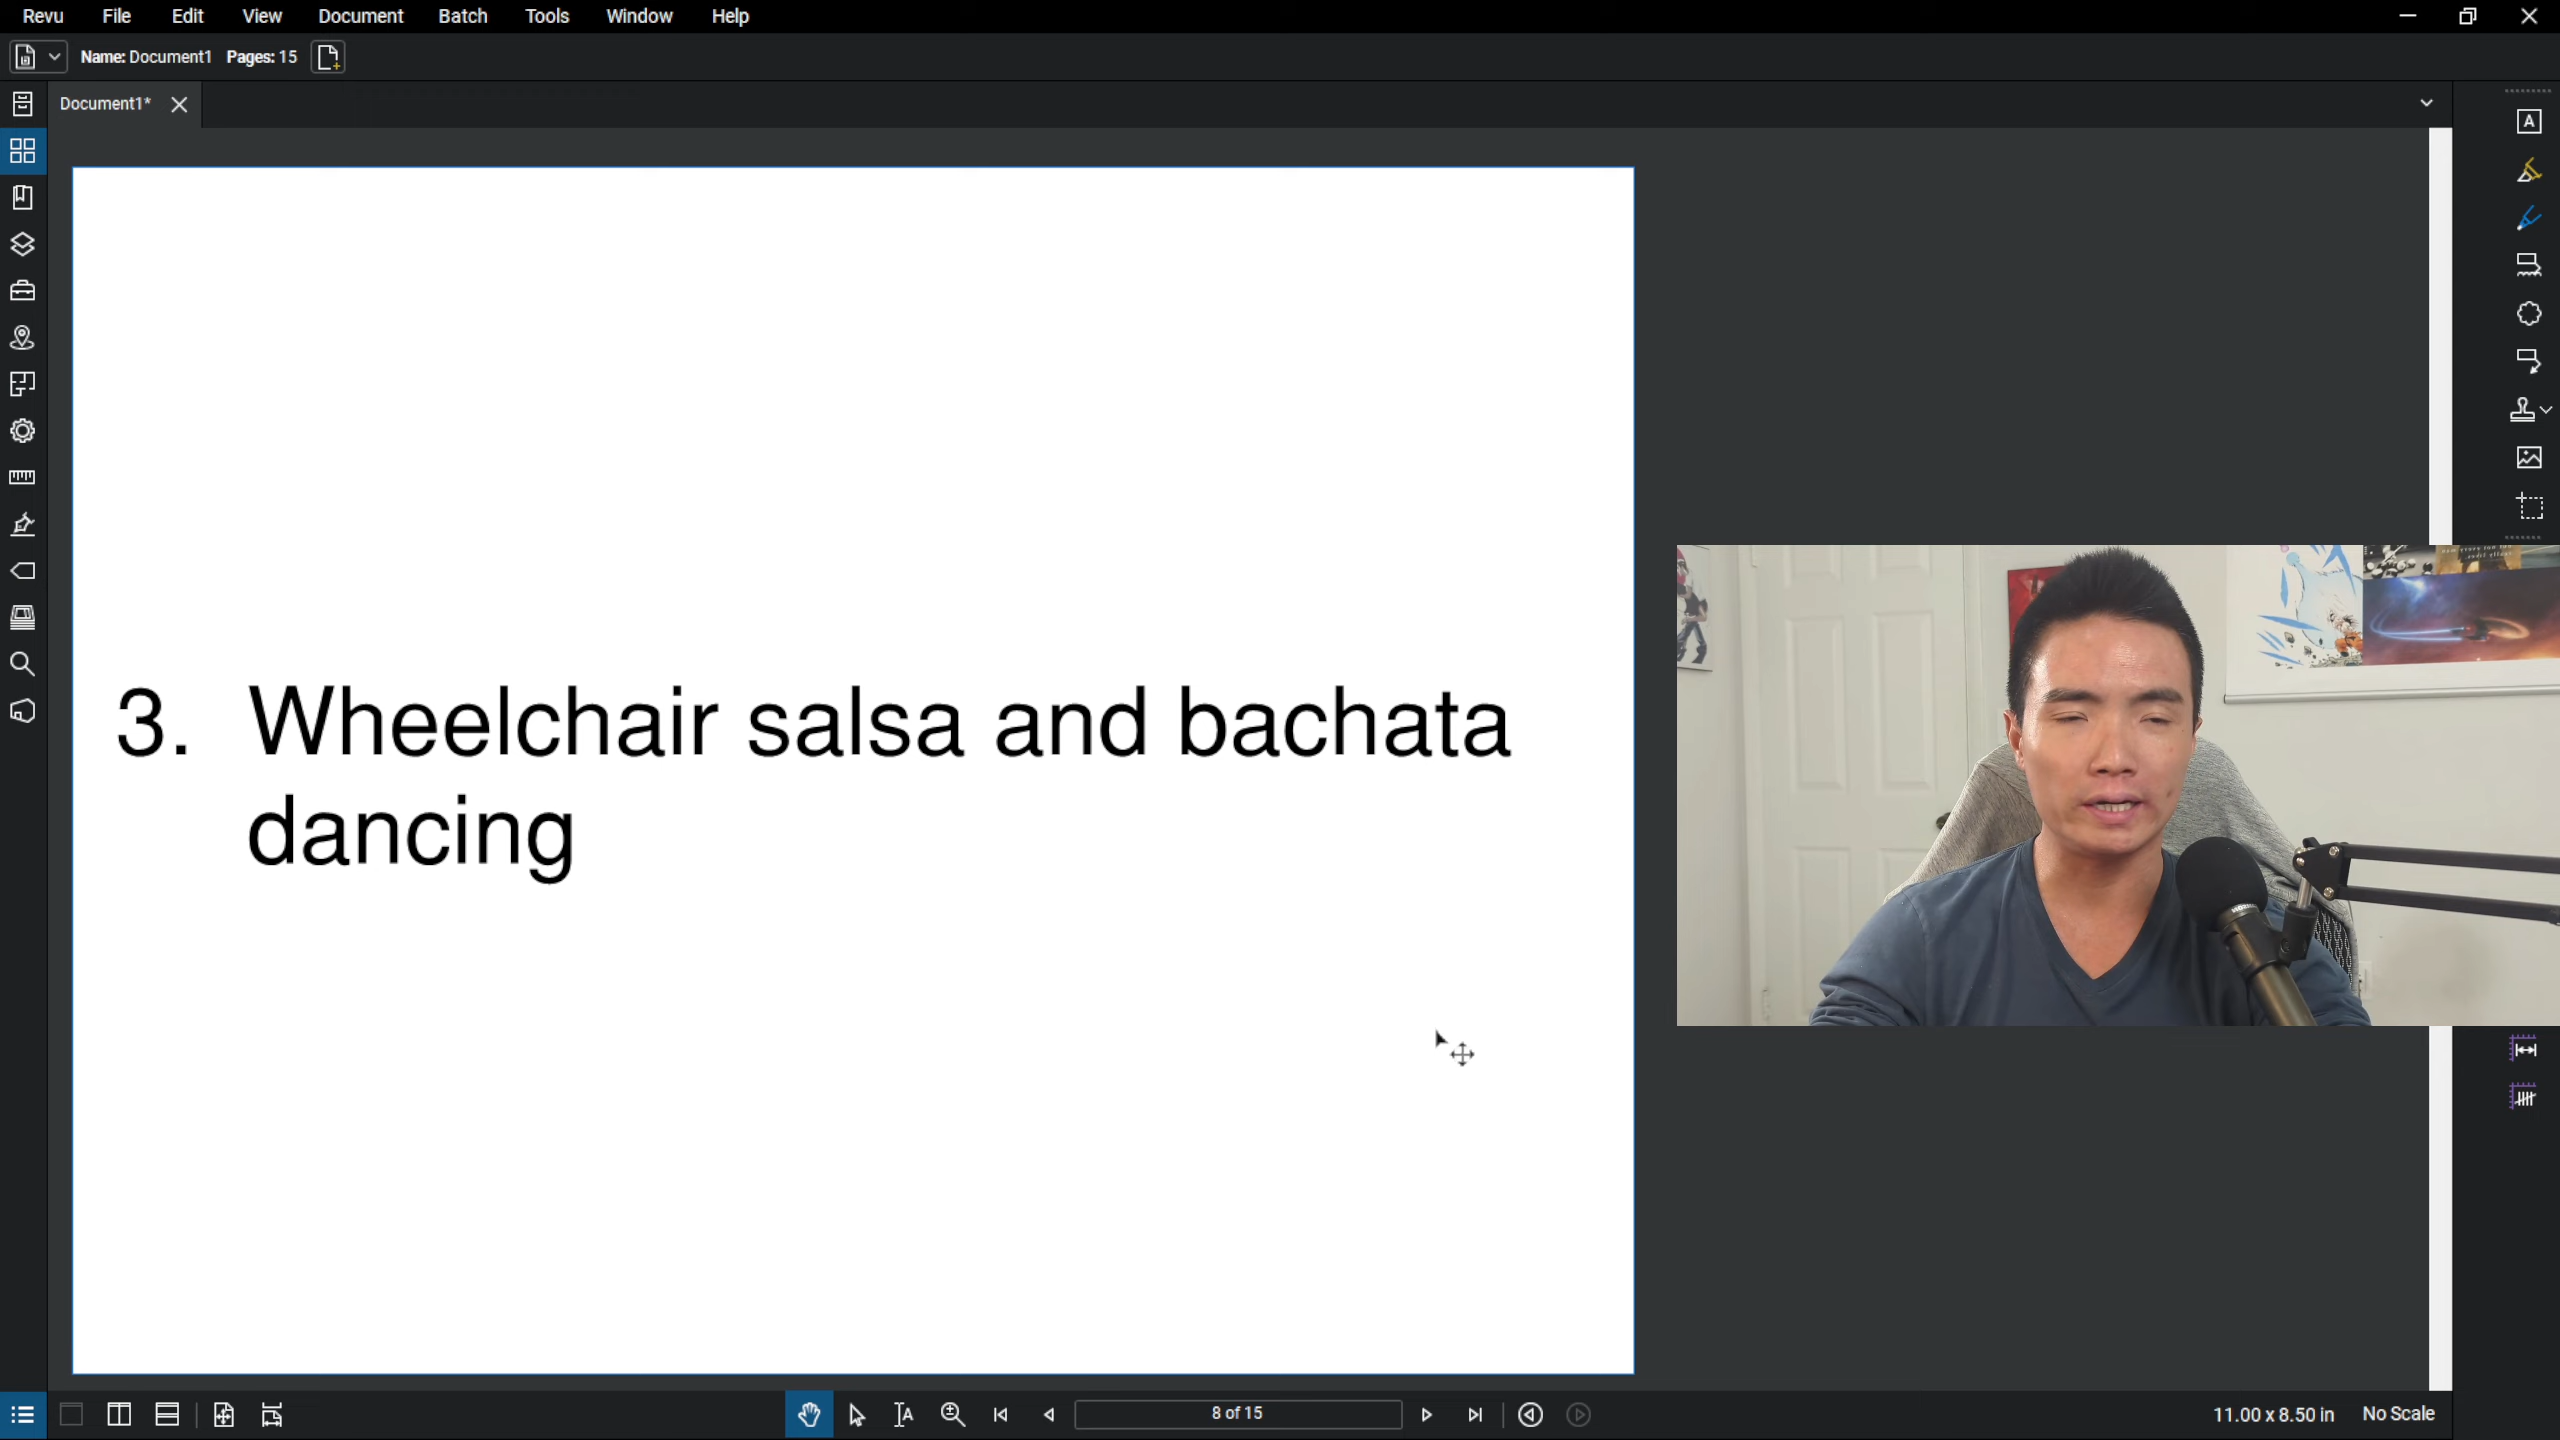 Revu File Edit View Document Batch Tools Window Help
Name: Document1 Pages: 15
Document1*
3. Wheelchair salsa and bachata
dancing
8 of 15
11.00 x 8.50 in No Scale